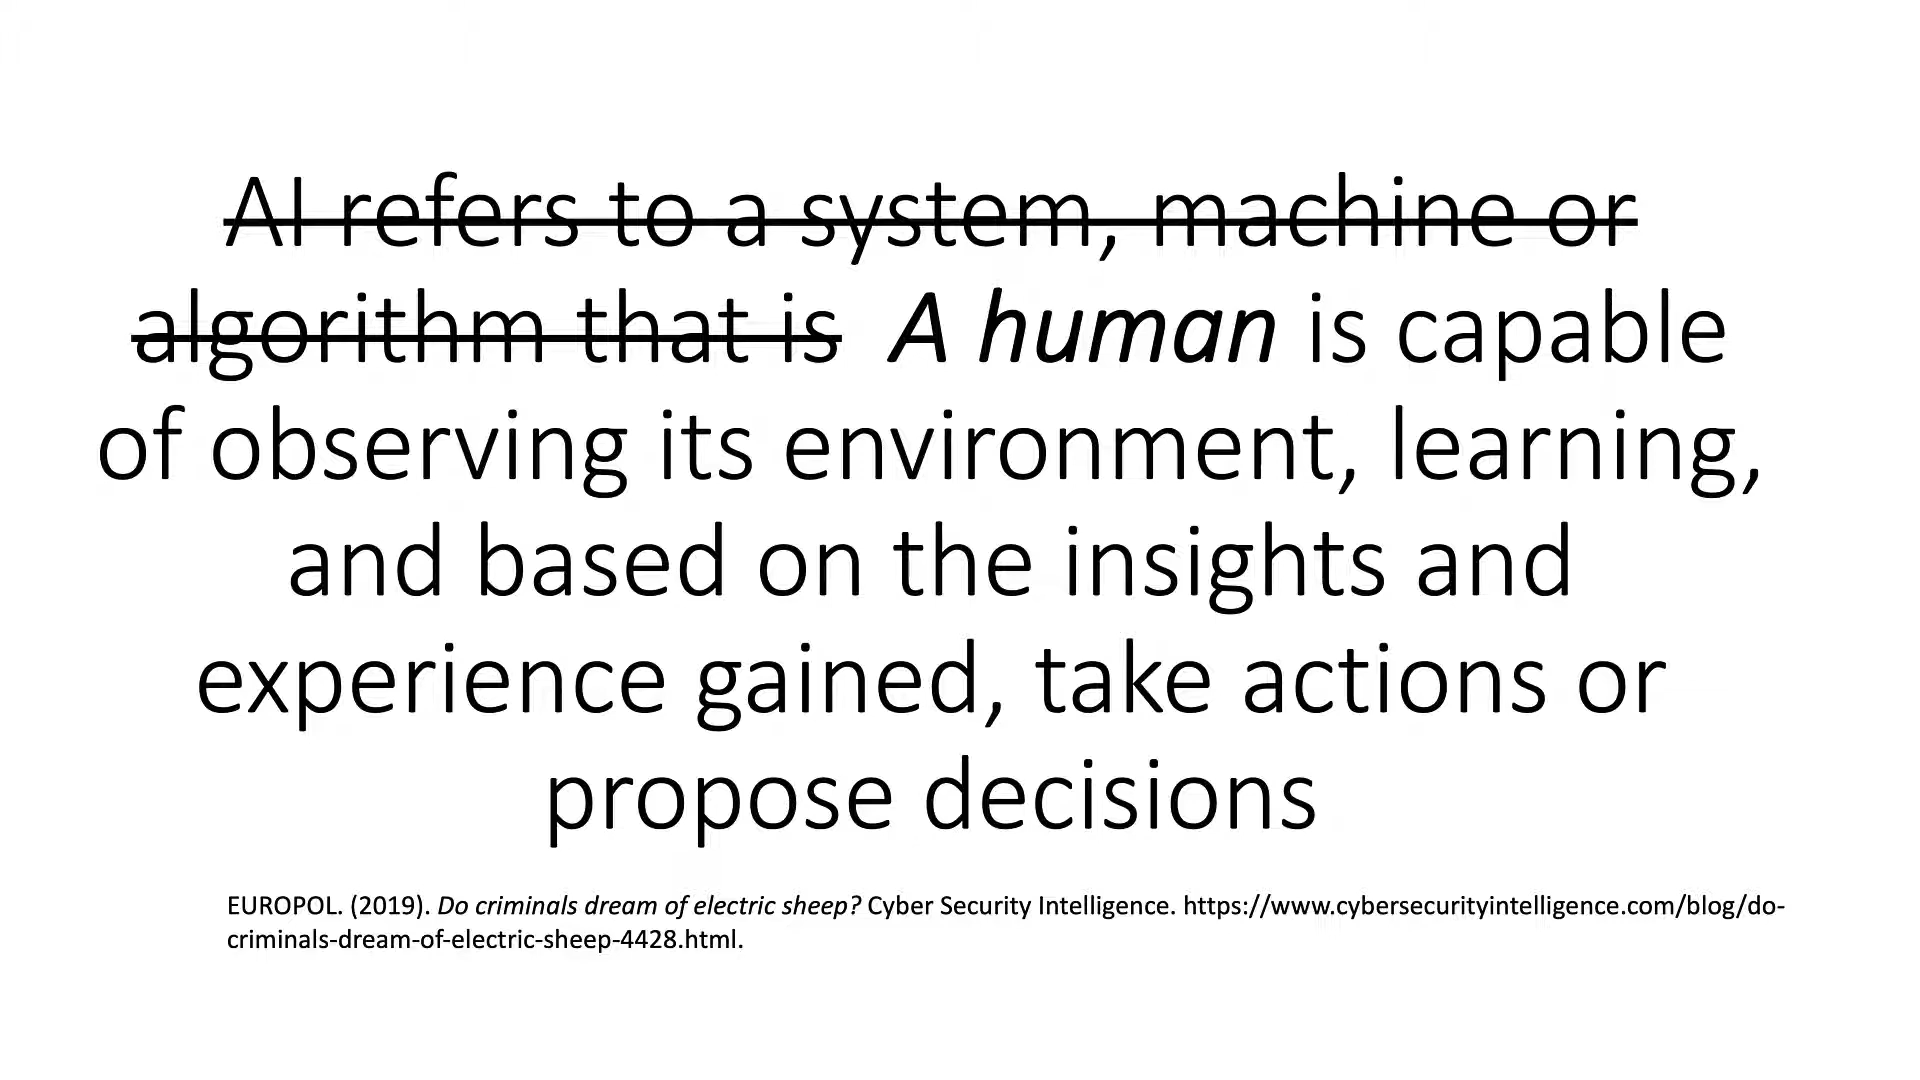 AI refers to a system, machine or
algorithm that is A human is capable
of observing its environment, learning,
and based on the insights and
experience gained, take actions or
propose decisions
EUROPOL. (2019). Do criminals dream of electric sheep? Cyber Security Intelligence. https://www.cybersecurityintelligence.com/blog/do-
criminals-dream-of-electric-sheep-4428.html.